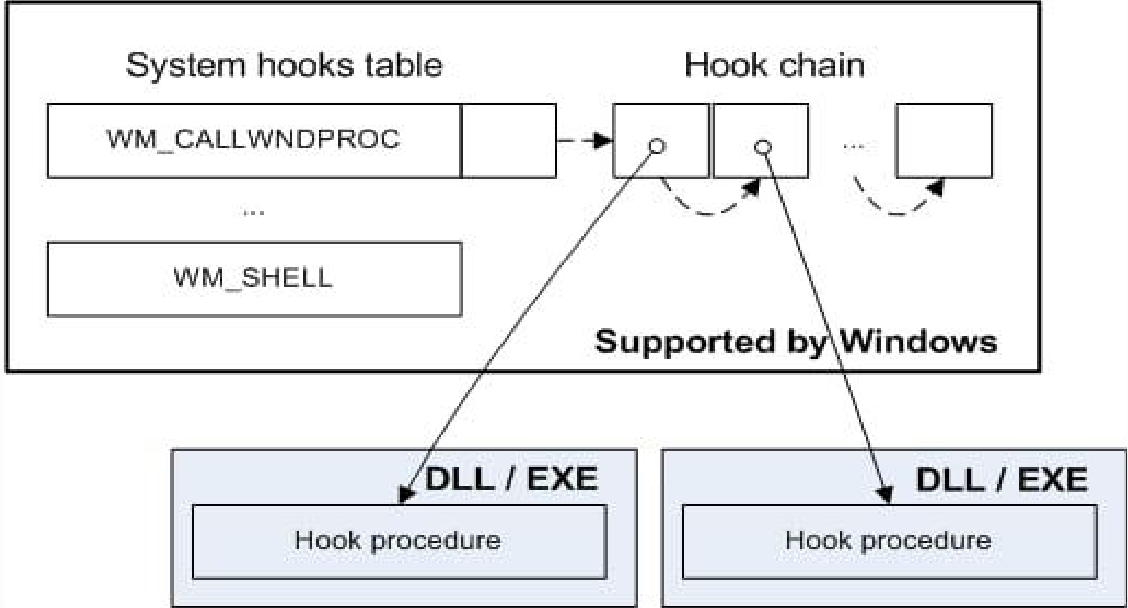 System hooks table
Hook chain
WM_CALLWNDPROC
...
...
WM_SHELL
Supported by Windows
DLL / EXE
DLL / EXE
Hook procedure
Hook procedure